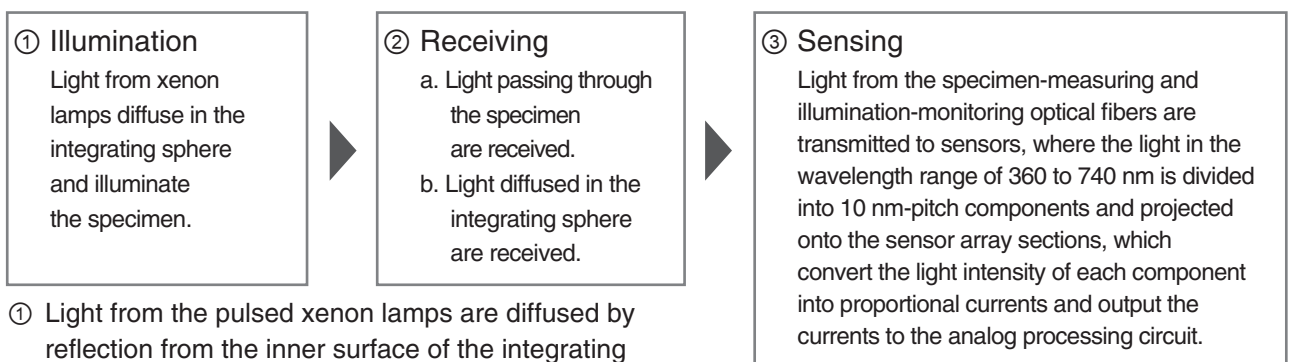 ① Illumination
Light from xenon
lamps diffuse in the
integrating sphere
and illuminate
the specimen.
② Receiving
a. Light passing through
the specimen
are received.
b. Light diffused in the
integrating sphere
are received.
③ Sensing
Light from the specimen-measuring and
illumination-monitoring optical fibers are
transmitted to sensors, where the light in the
wavelength range of 360 to 740 nm is divided
into 10 nm-pitch components and projected
onto the sensor array sections, which
convert the light intensity of each component
into proportional currents and output the
currents to the analog processing circuit.
① Light from the pulsed xenon lamps are diffused by
reflection from the inner surface of the integrating